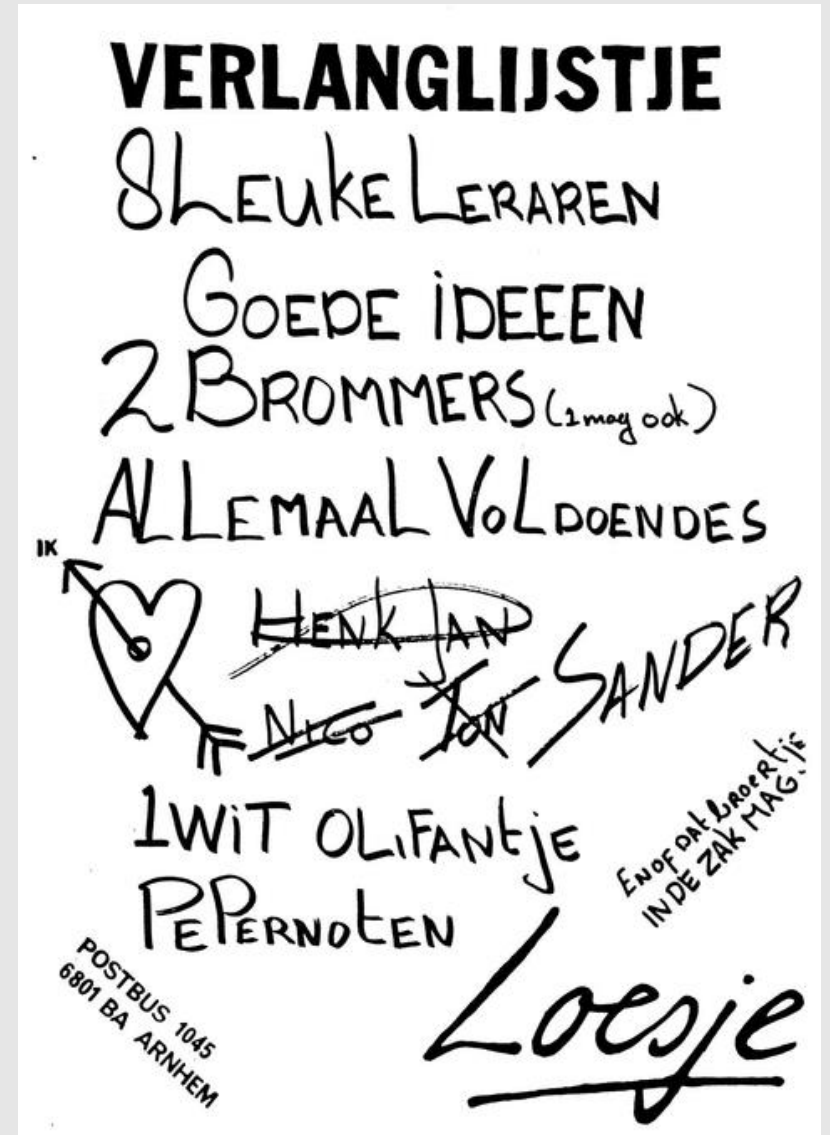 VERLANGLIJSTJE
8 LEUKE LERAREN
GOEDE IDEEEN
2 BROMMERS (1 mag ook)
ALLEMAAL VOLDOENDES
IK
HENK JAN
NICO TON SANDER
1 WIT OLIFANTJE
PEPERNOTEN
EN OF DAT BROERTJE
IN DE ZAK MAG.
POSTBUS 1045
6801 BA ARNHEM
Loesje